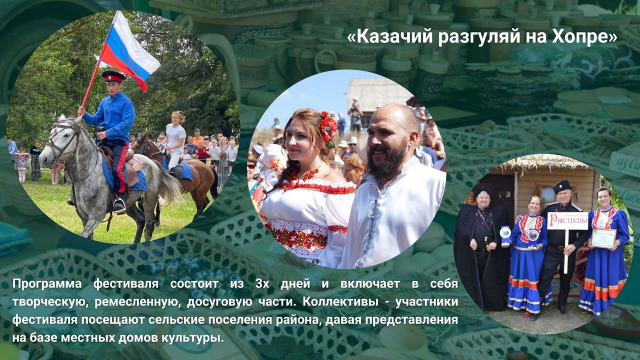 «Казачий разгуляй на Хопре»
Программа фестиваля состоит из 3х дней и включает в себя
творческую, ремесленную, досуговую части. Коллективы - участники
фестиваля посещают сельские поселения района, давая представления
на базе местных домов культуры.